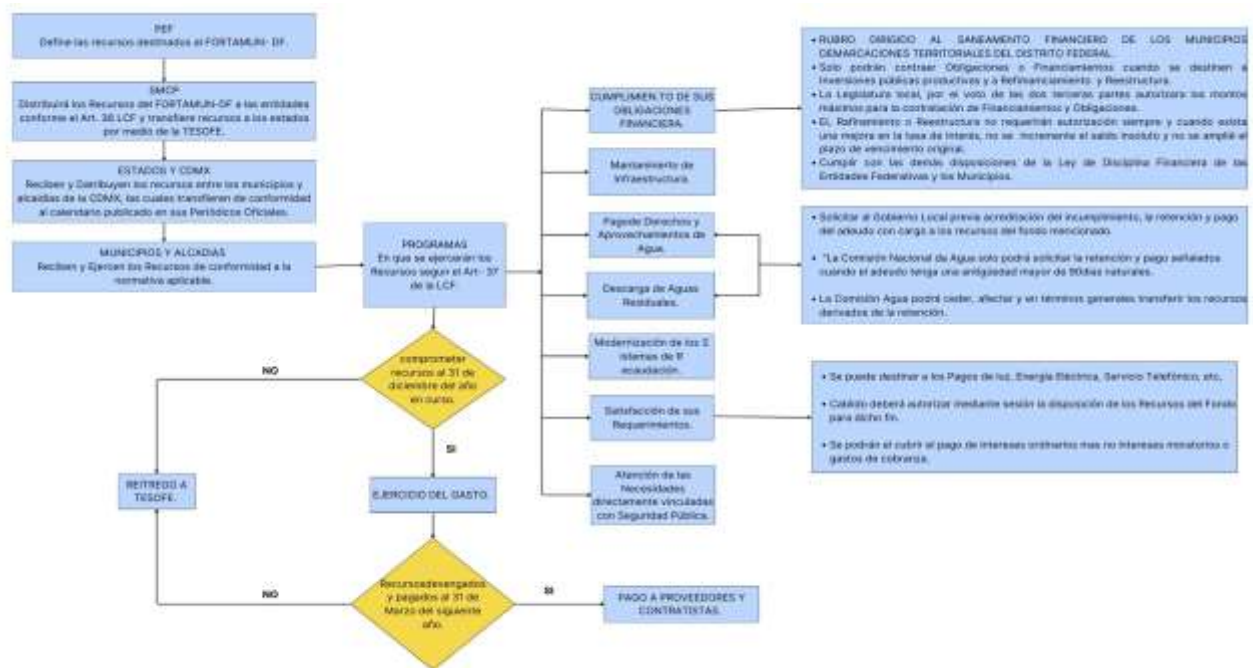 PEF
Define las recursos destinados al FORTAMUN- DF.
SMCP
Distribuirá los Recursos del FORTAMUN-DF a las entidades
conforme el Art. 38 LCF y transfiere recursos a los estados
por medio de la TESOFE.
ESTADOS Y CDMX
Reciben y Distribuyen los recursos entre los municipios y
alcaldías de la CDMX, las cuales transfieren de conformidad
al calendario publicado en sus Periódicos Oficiales.
MUNICIPIOS Y ALCADIAS
Reciben y Ejercen los Recursos de conformidad a la
normativa aplicable.
PROGRAMAS
En que se ejercerán los
Recursos según el Art- 37
de la LCF.
comprometer
recursos al 31 de
diciembre del año
en curso.
NO
SI
REITREGO A
TESOFE.
EJERCICIO DEL GASTO.
Recursosdevengados
y pagados al 31 de
Marzo del siguiente
año.
NO
SI
PAGO A PROVEEDORES Y
CONTRATISTAS.
CUMPLIMIENTO DE SUS
OBLIGACIONES
FINANCIERA.
Mantenimiento de
Infraestructura.
Pagode Derechos y
Aprovechamientos de
Agua.
Descarga de Aguas
Residuales.
Modernización de los S
istemas de R
ecaudación.
Satisfacción de sus
Requerimientos.
Atención de las
Necesidades
directamente vinculadas
con Seguridad Pública.
• RUBRO DIRIGIDO AL SANEAMIENTO FINANCIERO DE LOS MUNICIPIOS
DEMARCACIONES TERRITORIALES DEL DISTRITO FEDERAL.
• Solo podrán contraer Obligaciones o Financiamientos cuando se destinen a
Inversiones públicas productivas y a Refinanciamiento y Reestructura.
• La Legislatura local, por el voto de las dos terceras partes autorizara los montos
máximos para la contratación de Financiamientos y Obligaciones.
• EL Refinamiento o Reestructura no requerirán autorización siempre y cuando exista
una mejora en la tasa de Interés, no se incremente el saldo insoluto y no se amplié el
plazo de vencimiento original.
• Cumplir con las demás disposiciones de la Ley de Disciplina Financiera de las
Entidades Federativas y los Municipios.
• Solicitar al Gobierno Local previa acreditación del incumplimiento, la retención y pago
del adeudo con cargo a los recursos del fondo mencionado.
• "La Comisión Nacional de Agua solo podrá solicitar la retención y pago señalados
cuando el adeudo tenga una antigüedad mayor de 90días naturales.
• La Comisión Agua podrá ceder, afectar y en términos generales transferir los recursos
derivados de la retención.
• Se puede destinar a los Pagos de luz, Energía Eléctrica, Servicio Telefónico, etc.
• Cabildo deberá autorizar mediante sesión la disposición de los Recursos del Fondo
para dicho fin.
• Se podrán el cubrir el pago de intereses ordinarios mas no intereses moratorios o
gastos de cobranza.